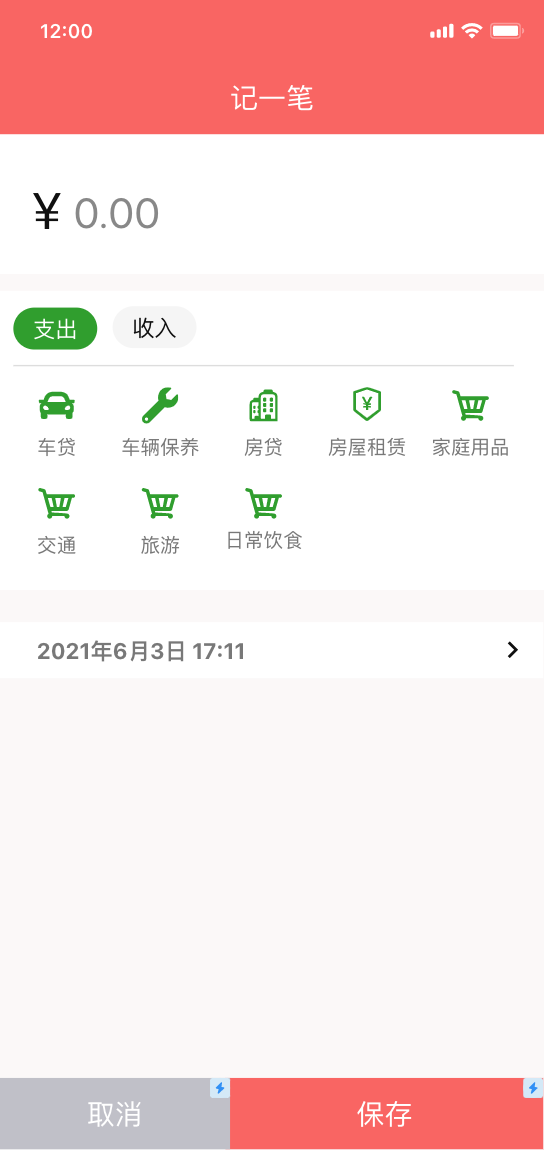 12:00
记一笔
¥ 0.00
支出 收入
车贷 车辆保养 房贷 房屋租赁 家庭用品
交通 旅游 日常饮食
2021年6月3日 17:11
取消 保存